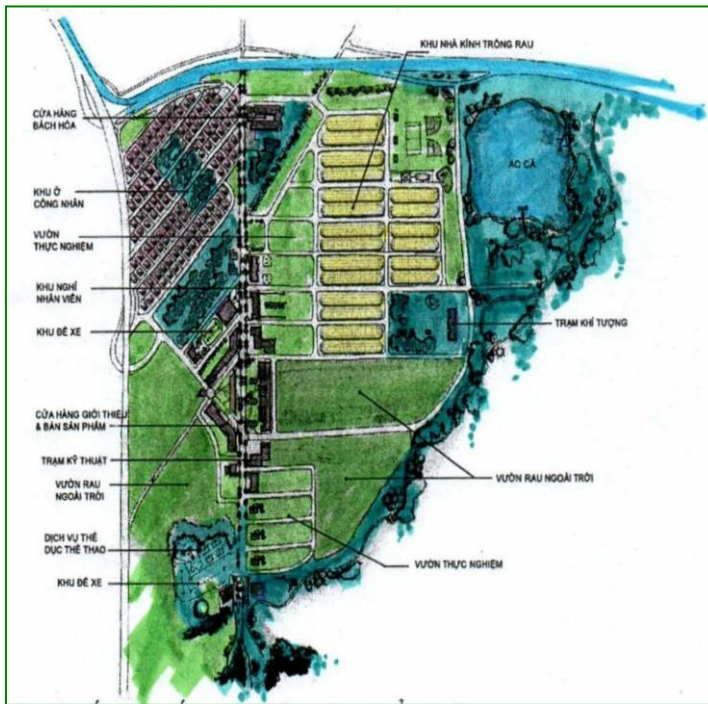 KHU NHÀ KÍNH TRỒNG RAU
CỬA HÀNG
BÁCH HÓA
AO CÁ
KHU Ở
CÔNG NHÂN
VƯỜN
THỰC NGHIỆM
KHU NGHỈ
NHÂN VIÊN
KHU ĐỂ XE
TRẠM KHÍ TƯỢNG
CỬA HÀNG GIỚI THIỆU
& BÁN SẢN PHẨM
TRẠM KỸ THUẬT
VƯỜN RAU
NGOÀI TRỜI
VƯỜN RAU NGOÀI TRỜI
DỊCH VỤ THỂ
DỤC THỂ THAO
VƯỜN THỰC NGHIỆM
KHU ĐỂ XE